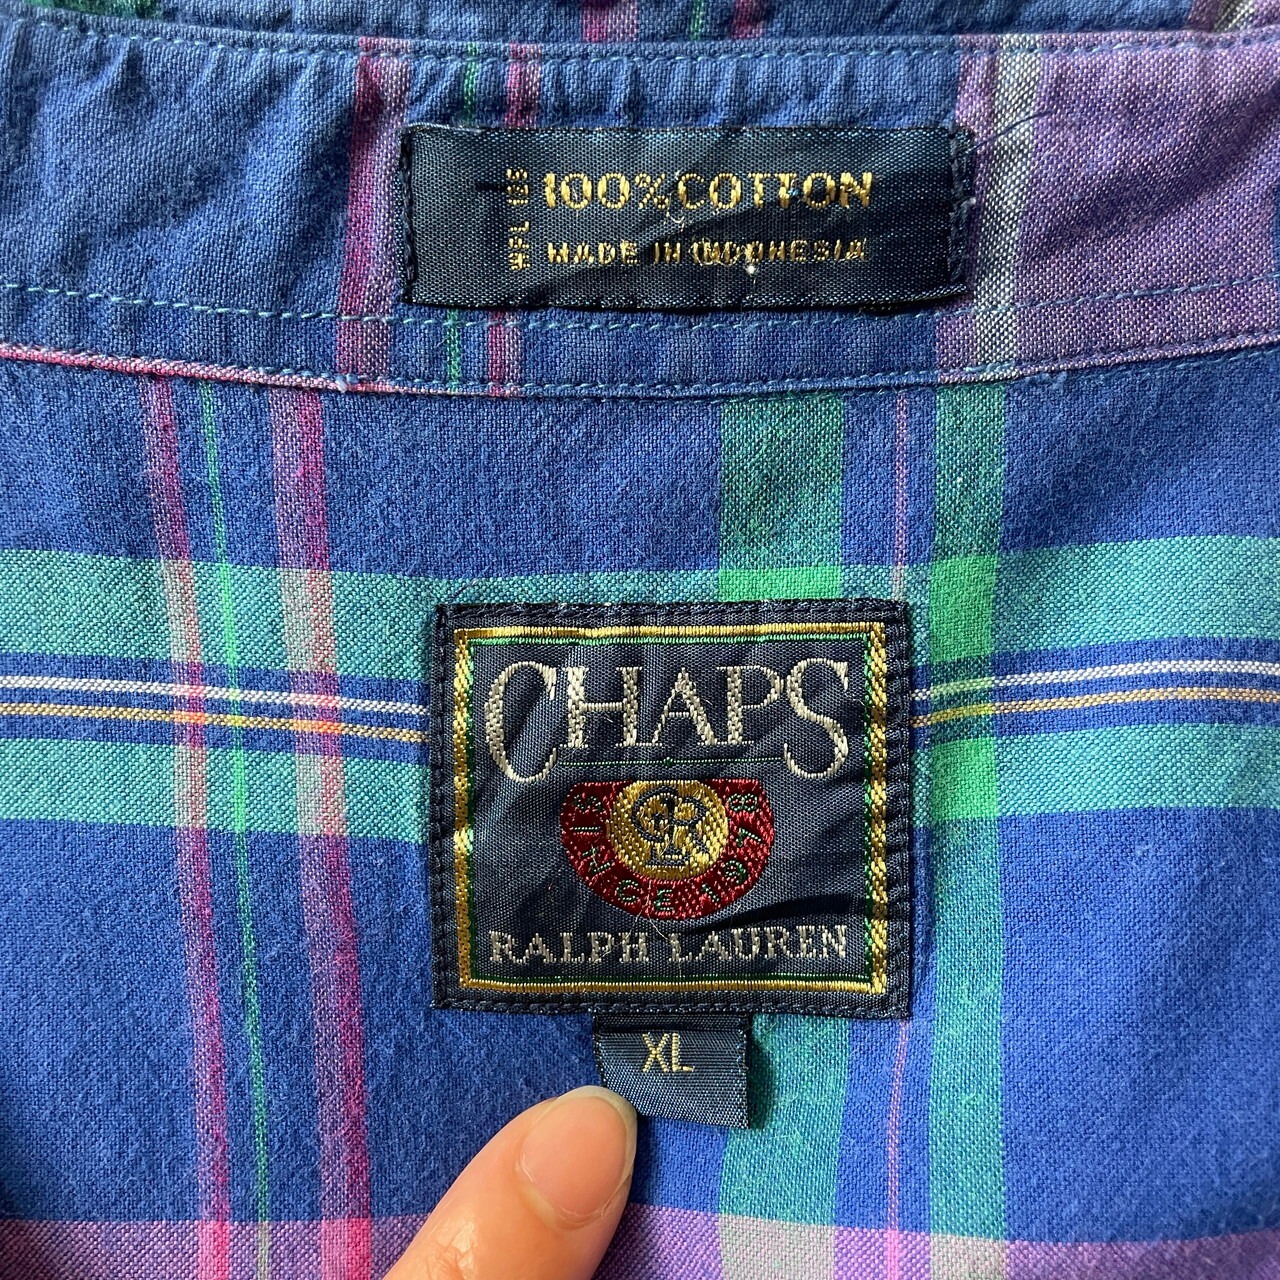 100% COTTON
MADE IN INDONESIA
CHAPS
SINCE 1978
RALPH LAUREN
XL